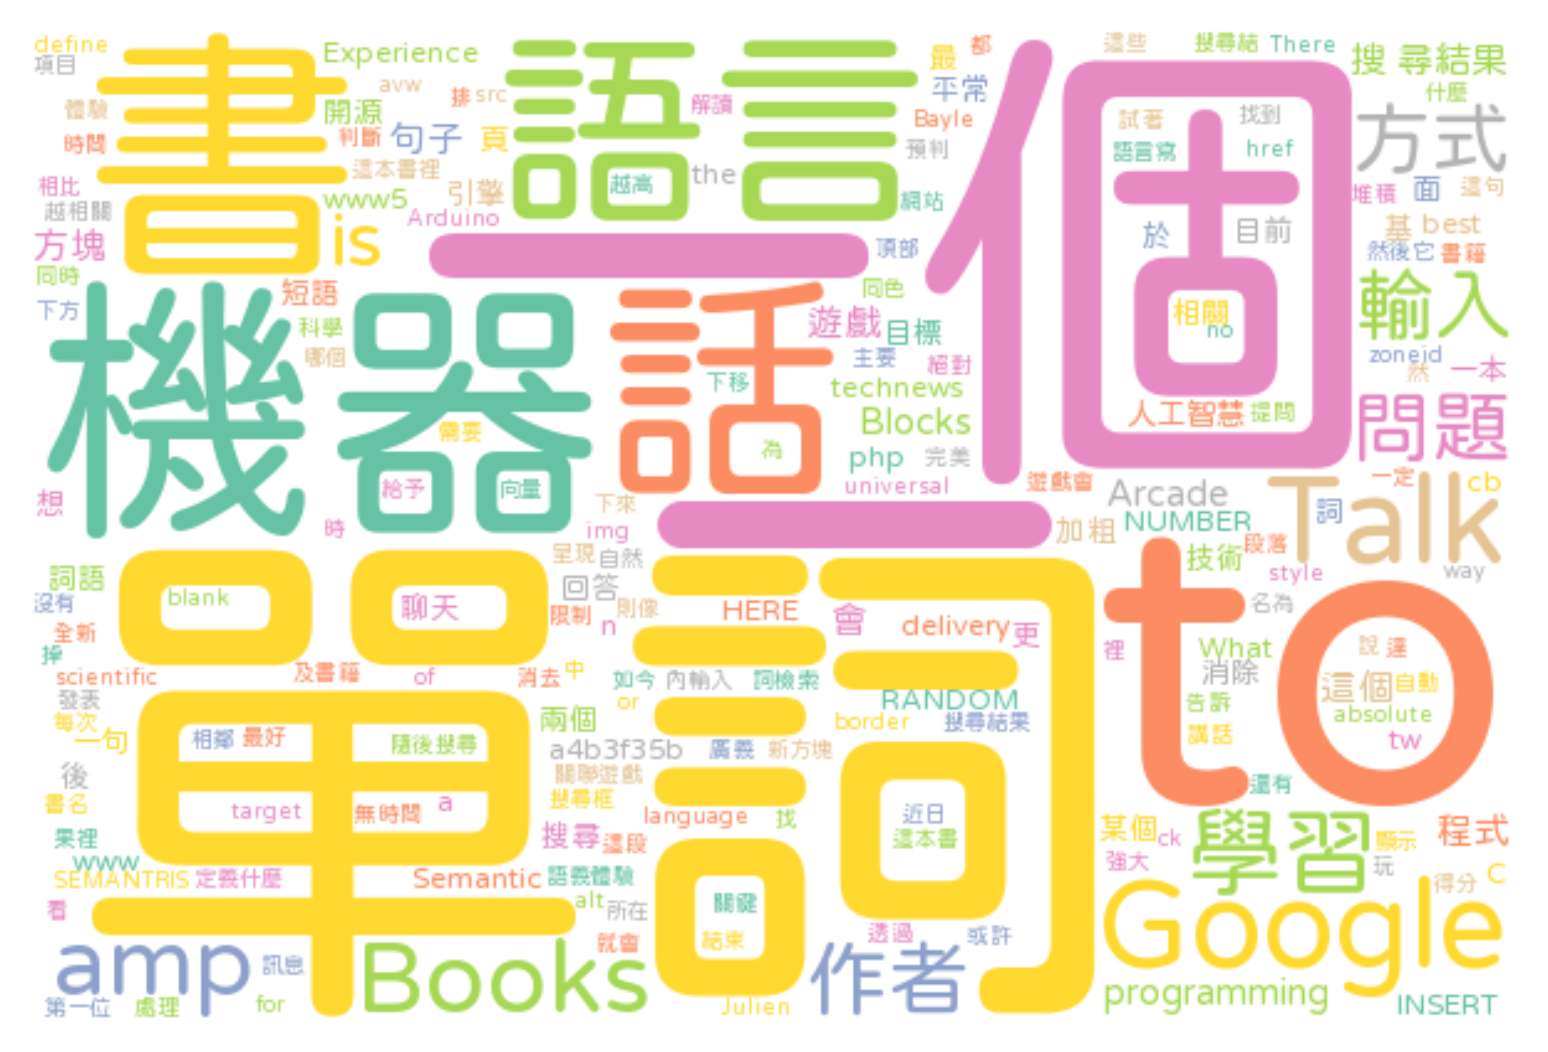 define
項目
書
Experience
avw
語言
最
都
這些
搜尋結
There
搜 尋結果
什麼
體驗
開源
排
src
解讀
平常
一個
方式
時間
判斷
句子
頁
Bayle
試著
找到
這本書裡
預判
語言寫
href
相比
www5
引擎
越高
the
網站
堆積
面
這句
越相關
Arduino
於
目前
基
best
方塊
is
頂部
然後它
書籍
同時
機器
短語
話
同色
相關
no
輸入
下方
科學
遊戲
目標
哪個
主要
絕對
zoneid
然
一本
下移
technews
需要
Blocks
人工智慧
提問
問題
為
php
完美
給予
向量
universal
遊戲會
一定
想
下來
一
Arcade
Talk
cb
時
img
加粗
NUMBER
詞
單詞
呈現
自然
to
技術
段落
詞語
回答
style
way
blank
聊天
沒有
限制
則像
HERE
會
名為
全新
n
delivery
更
操
裡
What
說
達
scientific
及書籍
of
消去
中
如今
內輸入
詞檢索
消除
這個
自動
發表
or
RANDOM
告訴
absolute
每次
一句
相鄰
最好
隨後搜尋
兩個
border
搜尋結果
講話
tw
a4b3f35b
廣義
新方塊
後
關聯遊戲
還有
書名
target
無時間
a
搜尋框
language
找
近日
學習
果裡
搜尋
這段
這本書
某個
ck
顯示
程式
www
強大
玩
SEMANTRIS
定義什麼
Semantic
語義體驗
得分
C
看
alt
所在
關鍵
Google
amp
訊息
Books
就會
結束
透過
或許
作者
第一位
處理
for
Julien
programming
INSERT